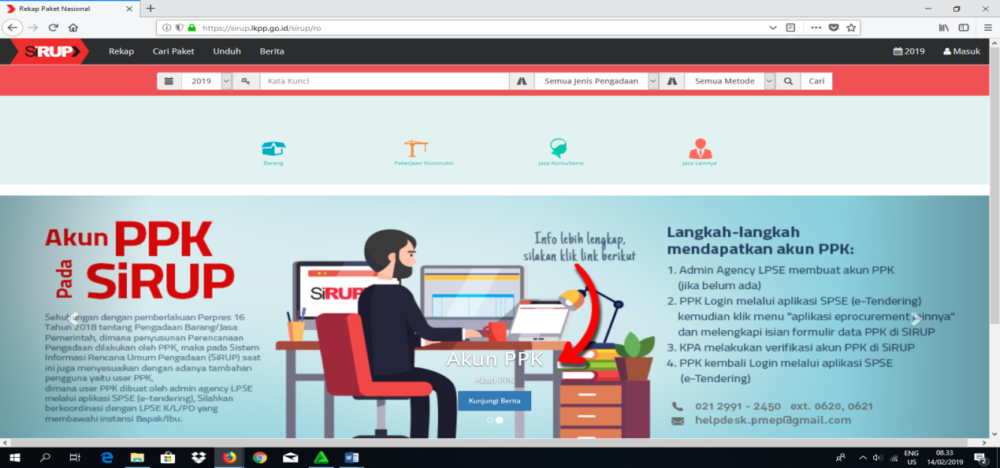 Rekap Paket Nasional
https://sirup.lkpp.go.id/sirup/ro
SiRUP
Rekap
Cari Paket
Unduh
Berita
2019
Masuk
2019
Kata Kunci
Semua Jenis Pengadaan
Semua Metode
Cari
Barang
Pekerjaan Konstruksi
Jasa Konsultansi
Jasa Lainnya
Akun PPK
Pada SiRUP
Sehubungan dengan pemberlakuan Perpres 16
Tahun 2018 tentang Pengadaan Barang/Jasa
Pemerintah, dimana penyusunan Perencanaan
Pengadaan dilakukan oleh PPK, maka pada Sistem
Informasi Rencana Umum Pengadaan (SiRUP) saat
ini juga menyesuaikan dengan adanya tambahan
pengguna yaitu user PPK,
dimana user PPK dibuat oleh admin agency LPSE
melalui aplikasi SPSE (e-tendering), Silahkan
berkoordinasi dengan LPSE K/L/PD yang
membawahi instansi Bapak/Ibu.
SiRUP
Info lebih lengkap,
silakan klik link berikut
Akun PPK
Akun PPK
Kunjungi Berita
Langkah-langkah
mendapatkan akun PPK:
1. Admin Agency LPSE membuat akun PPK
(jika belum ada)
2. PPK Login melalui aplikasi SPSE (e-Tendering)
kemudian klik menu "aplikasi eprocurement lainnya"
dan melengkapi isian formulir data PPK di SIRUP
3. KPA melakukan verifikasi akun PPK di SiRUP
4. PPK kembali Login melalui aplikasi SPSE
(e-Tendering)
021 2991 - 2450 ext. 0620, 0621
helpdesk.pmep@gmail.com
ENG
US
08.33
14/02/2019
2